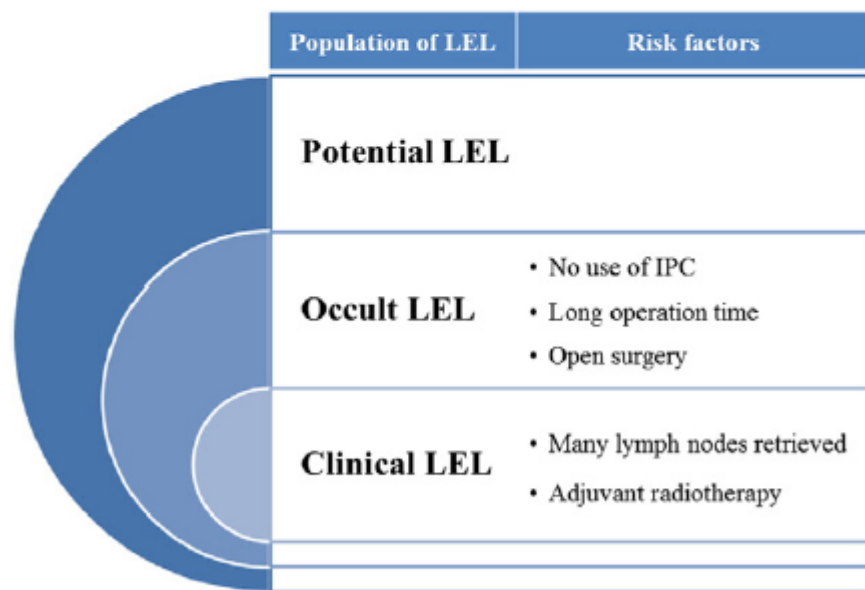 Population of LEL
Risk factors
Potential LEL
Occult LEL
• No use of IPC
• Long operation time
• Open surgery
Clinical LEL
• Many lymph nodes retrieved
• Adjuvant radiotherapy